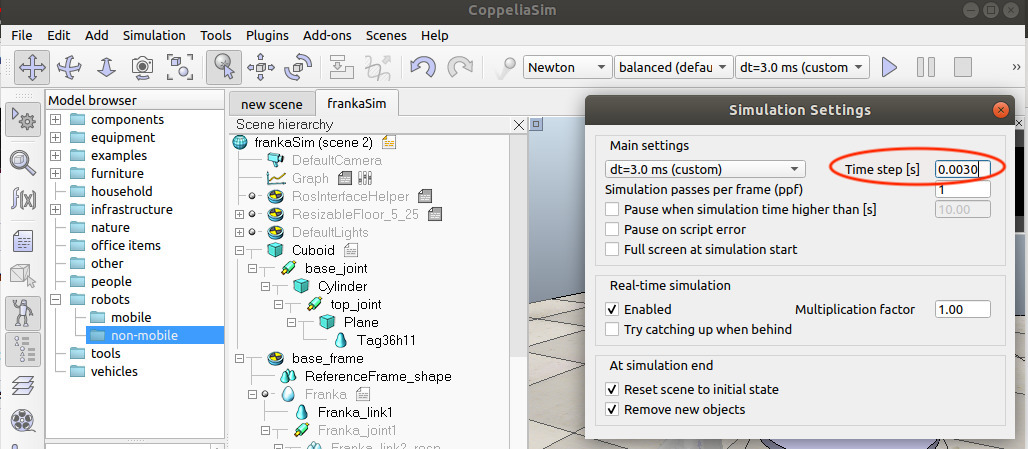 CoppeliaSim
File Edit Add Simulation Tools Plugins Add-ons Scenes Help
Newton balanced (defau dt=3.0 ms (custom »
Model browser
components
equipment
examples
furniture
household
infrastructure
nature
office items
other
people
robots
mobile
non-mobile
tools
vehicles
new scene frankaSim
Scene hierarchy
frankaSim (scene 2)
DefaultCamera
Graph
RosInterfaceHelper
ResizableFloor_5_25
DefaultLights
Cuboid
base_joint
Cylinder
top_joint
Plane
Tag36h11
base_frame
ReferenceFrame_shape
Franka
Franka_link1
Franka_joint1
Franka_link2_resp
Simulation Settings
Main settings
dt=3.0 ms (custom) Time step [s] 0.0030
Simulation passes per frame (ppf) 1
Pause when simulation time higher than [s] 10.00
Pause on script error
Full screen at simulation start
Real-time simulation
Enabled Multiplication factor 1.00
Try catching up when behind
At simulation end
Reset scene to initial state
Remove new objects